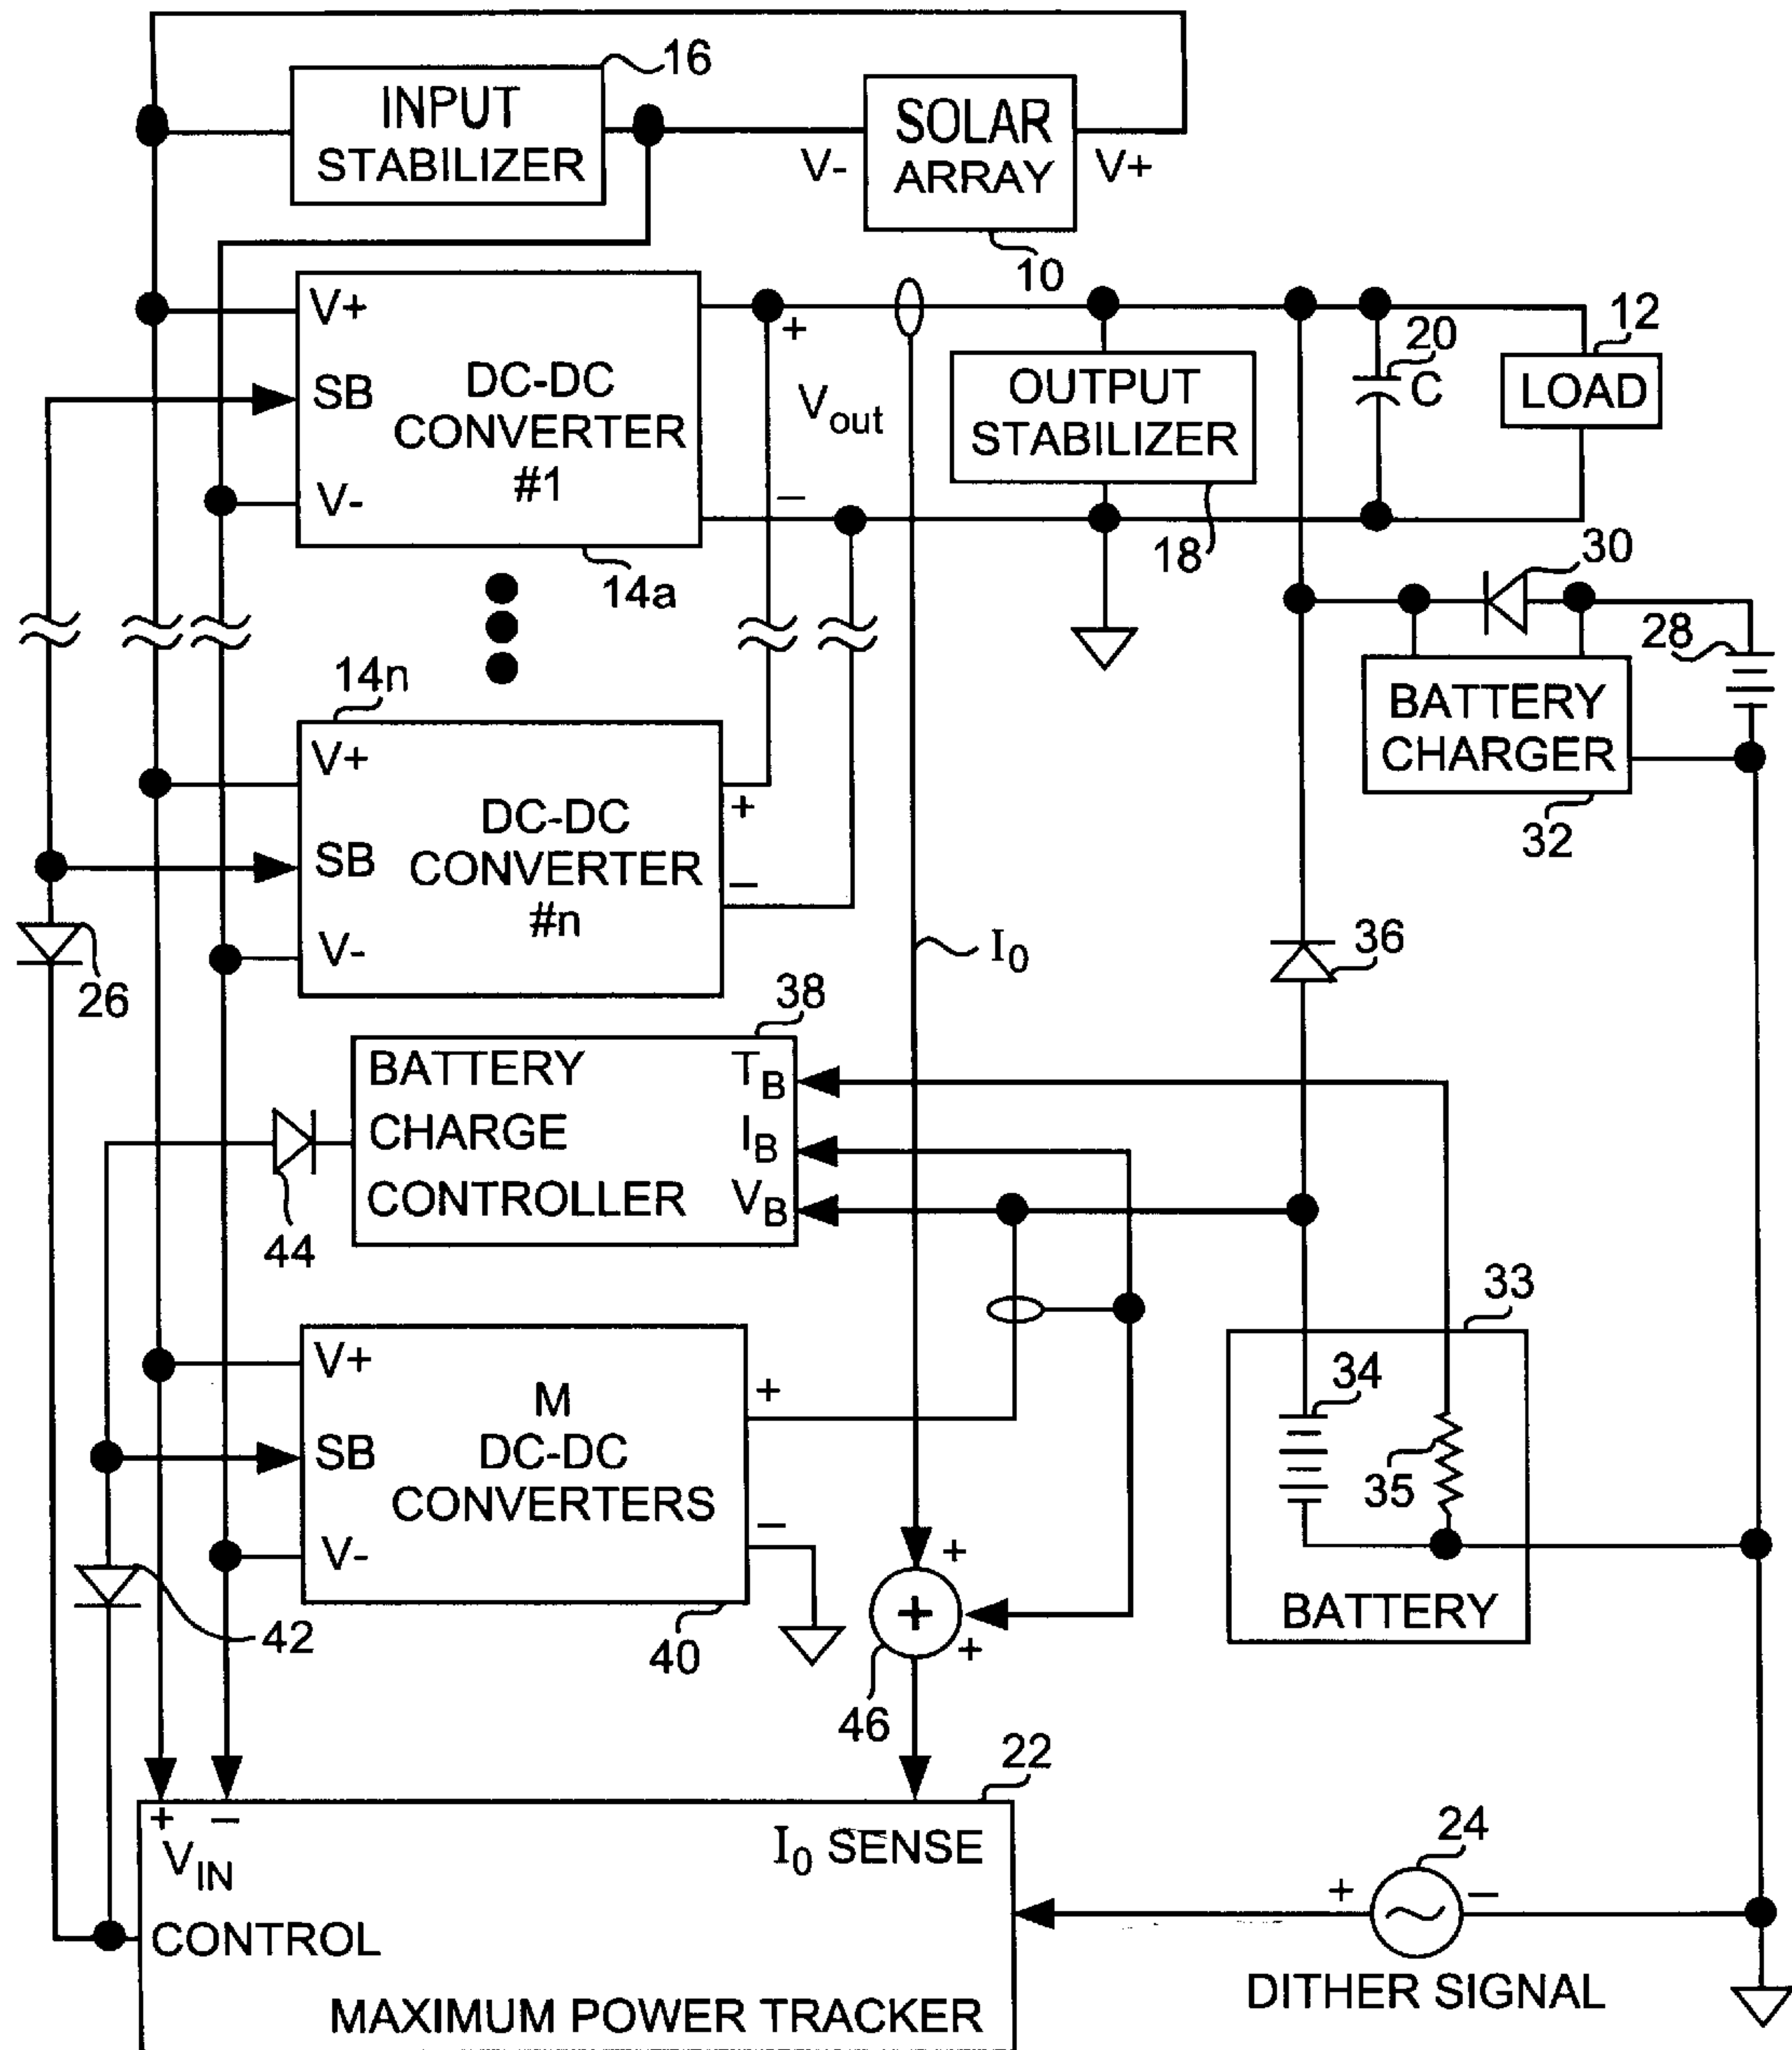 16
INPUT
STABILIZER
V-
SOLAR
ARRAY
V+
10
V+
SB
V-
DC-DC
CONVERTER
#1
14a
+
Vout
–
OUTPUT
STABILIZER
18
20
C
12
LOAD
30
28
BATTERY
CHARGER
32
14n
V+
SB
V-
DC-DC
CONVERTER
#n
+
–
26
I0
36
38
BATTERY
CHARGE
CONTROLLER
TB
IB
VB
44
33
34
35
BATTERY
V+
SB
V-
M
DC-DC
CONVERTERS
+
–
40
42
+
+
+
46
22
+ –
VIN
I0 SENSE
CONTROL
MAXIMUM POWER TRACKER
24
+ –
DITHER SIGNAL